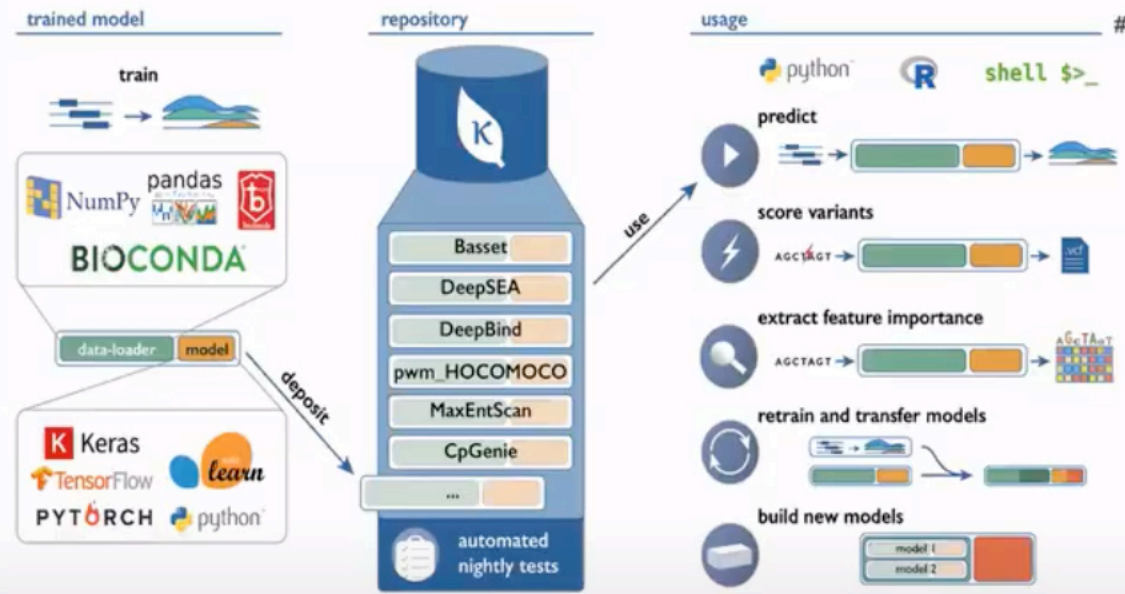 trained model
train
NumPy
pandas
BIOCONDA
data-loader model
Keras
TensorFlow
learn
PYTORCH
python
deposit
repository
K
Basset
DeepSEA
DeepBind
pwm_HOCOMOCO
MaxEntScan
CpGenie
...
automated
nightly tests
use
usage
#
python
R
shell $>_
predict
score variants
AGCTAGT
.vcf
extract feature importance
AGCTAGT
AGCTAGT
retrain and transfer models
build new models
model 1
model 2